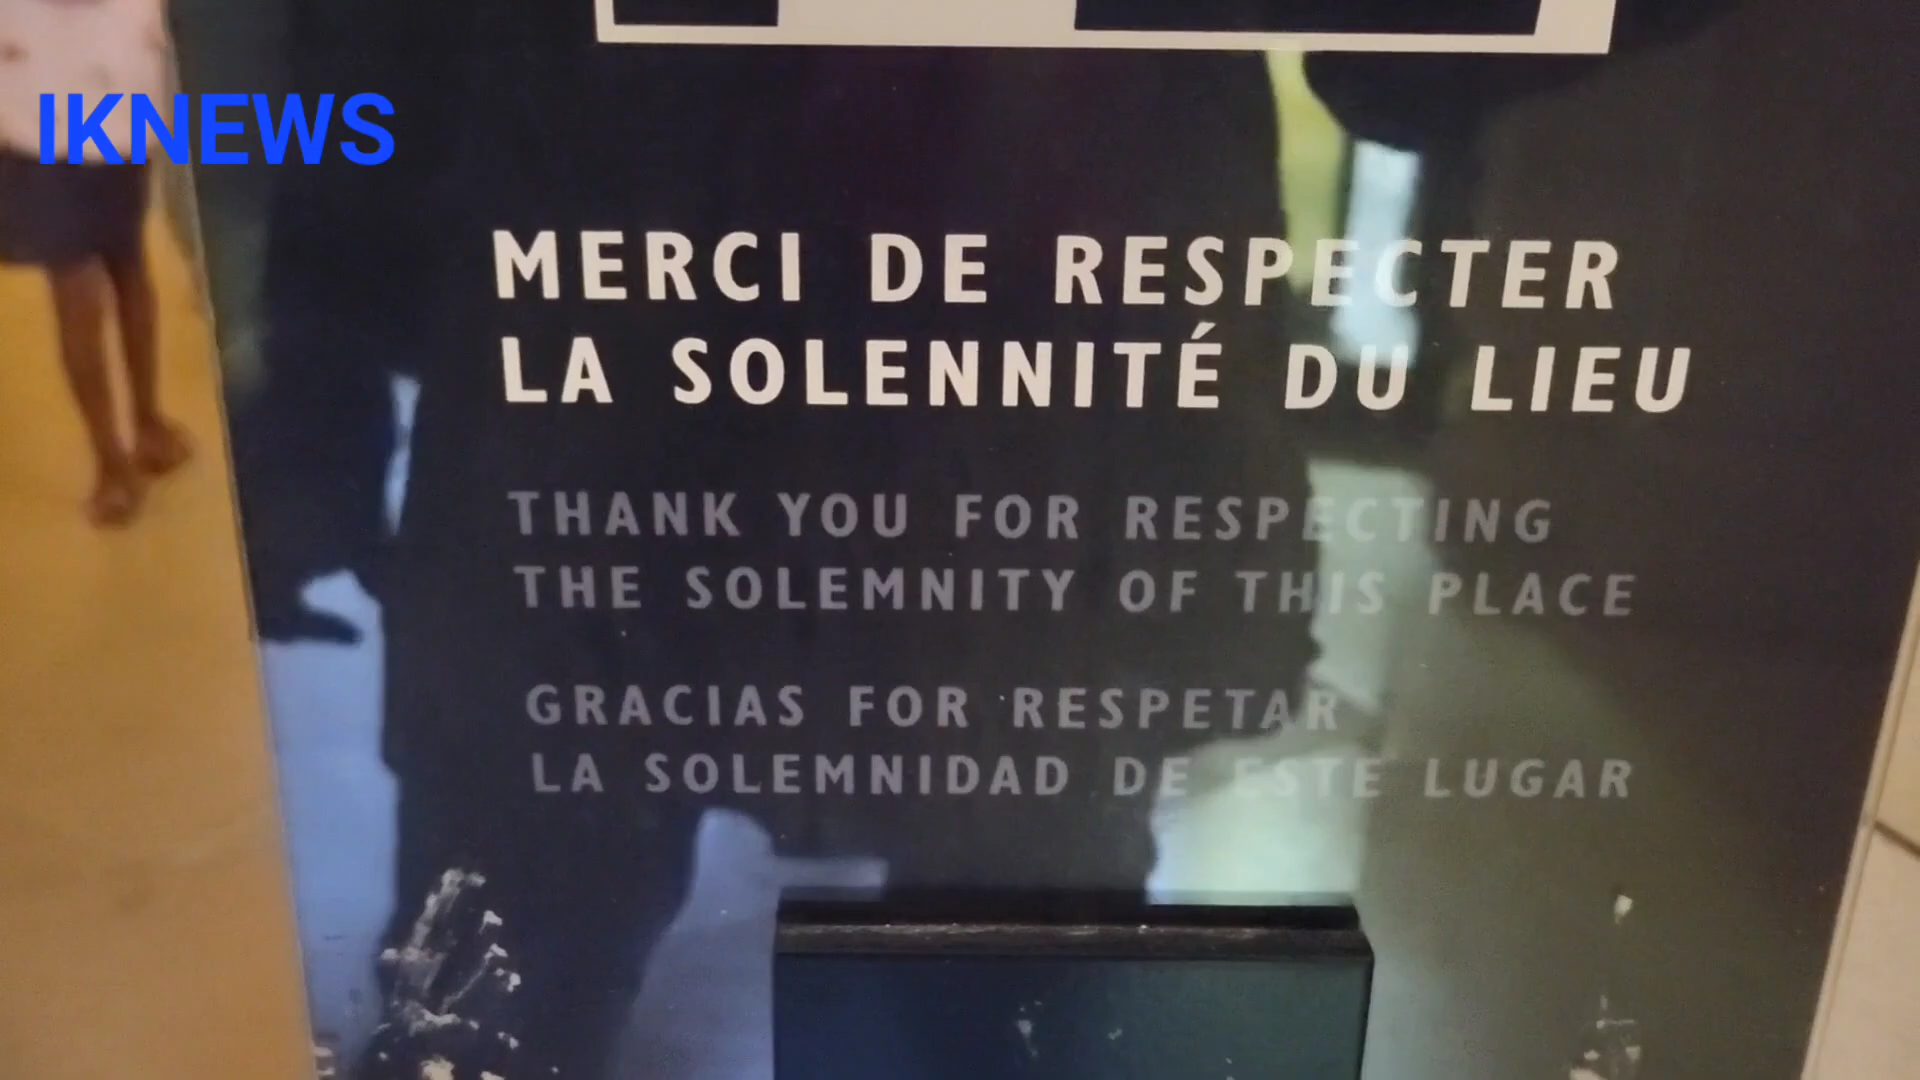 IKNEWS
MERCI DE RESPECTER
LA SOLENNITÉ DU LIEU
THANK YOU FOR RESPECTING
THE SOLEMNITY OF THIS PLACE
GRACIAS FOR RESPETAR
LA SOLEMNIDAD DE ESTE LUGAR